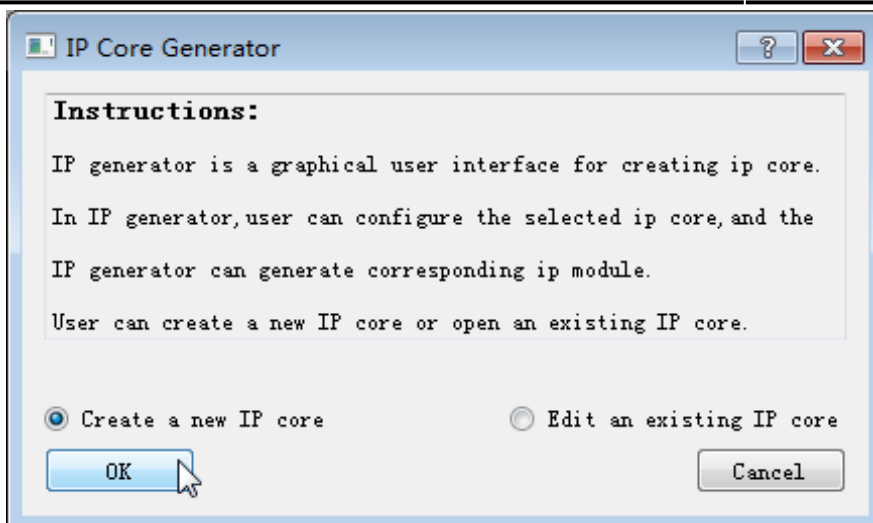 IP Core Generator
Instructions:
IP generator is a graphical user interface for creating ip core.
In IP generator,user can configure the selected ip core,and the
IP generator can generate corresponding ip module.
User can create a new IP core or open an existing IP core.
Create a new IP core
Edit an existing IP core
OK
Cancel